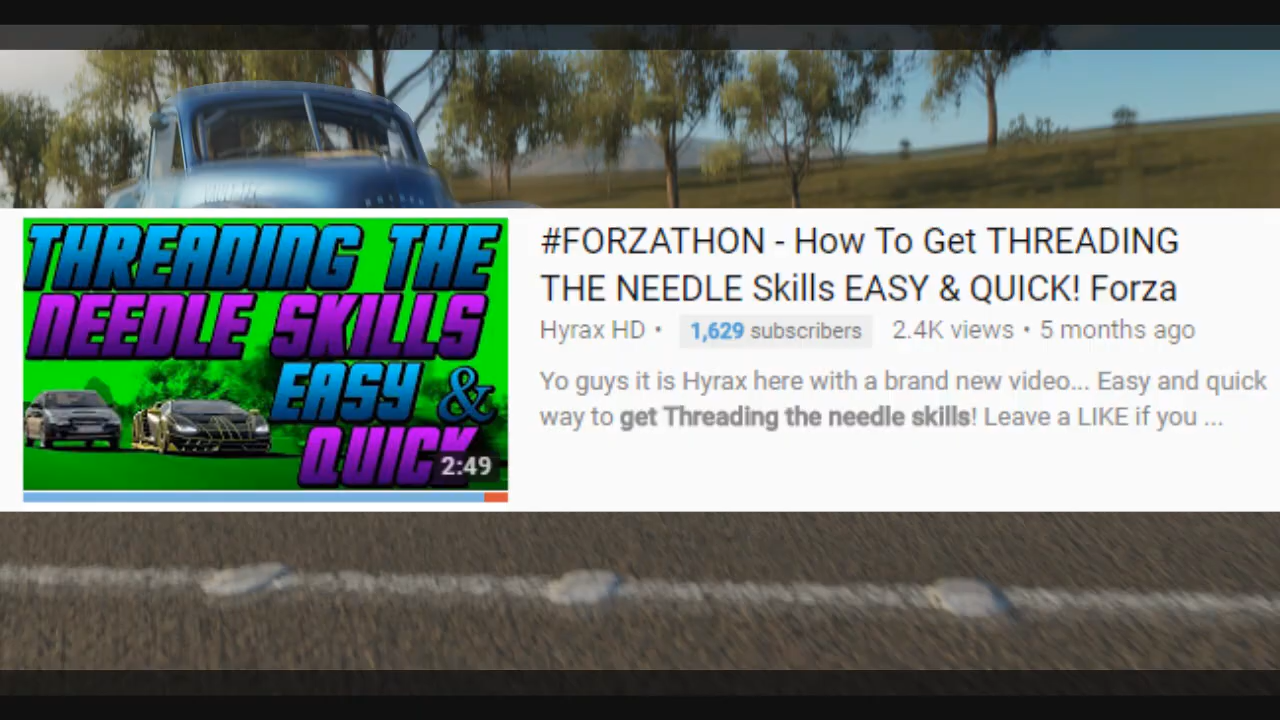 THREADING THE
NEEDLE SKILLS
EASY &
QUICK
2:49
#FORZATHON - How To Get THREADING
THE NEEDLE Skills EASY & QUICK! Forza
Hyrax HD • 1,629 subscribers 2.4K views • 5 months ago
Yo guys it is Hyrax here with a brand new video... Easy and quick
way to get Threading the needle skills! Leave a LIKE if you ...